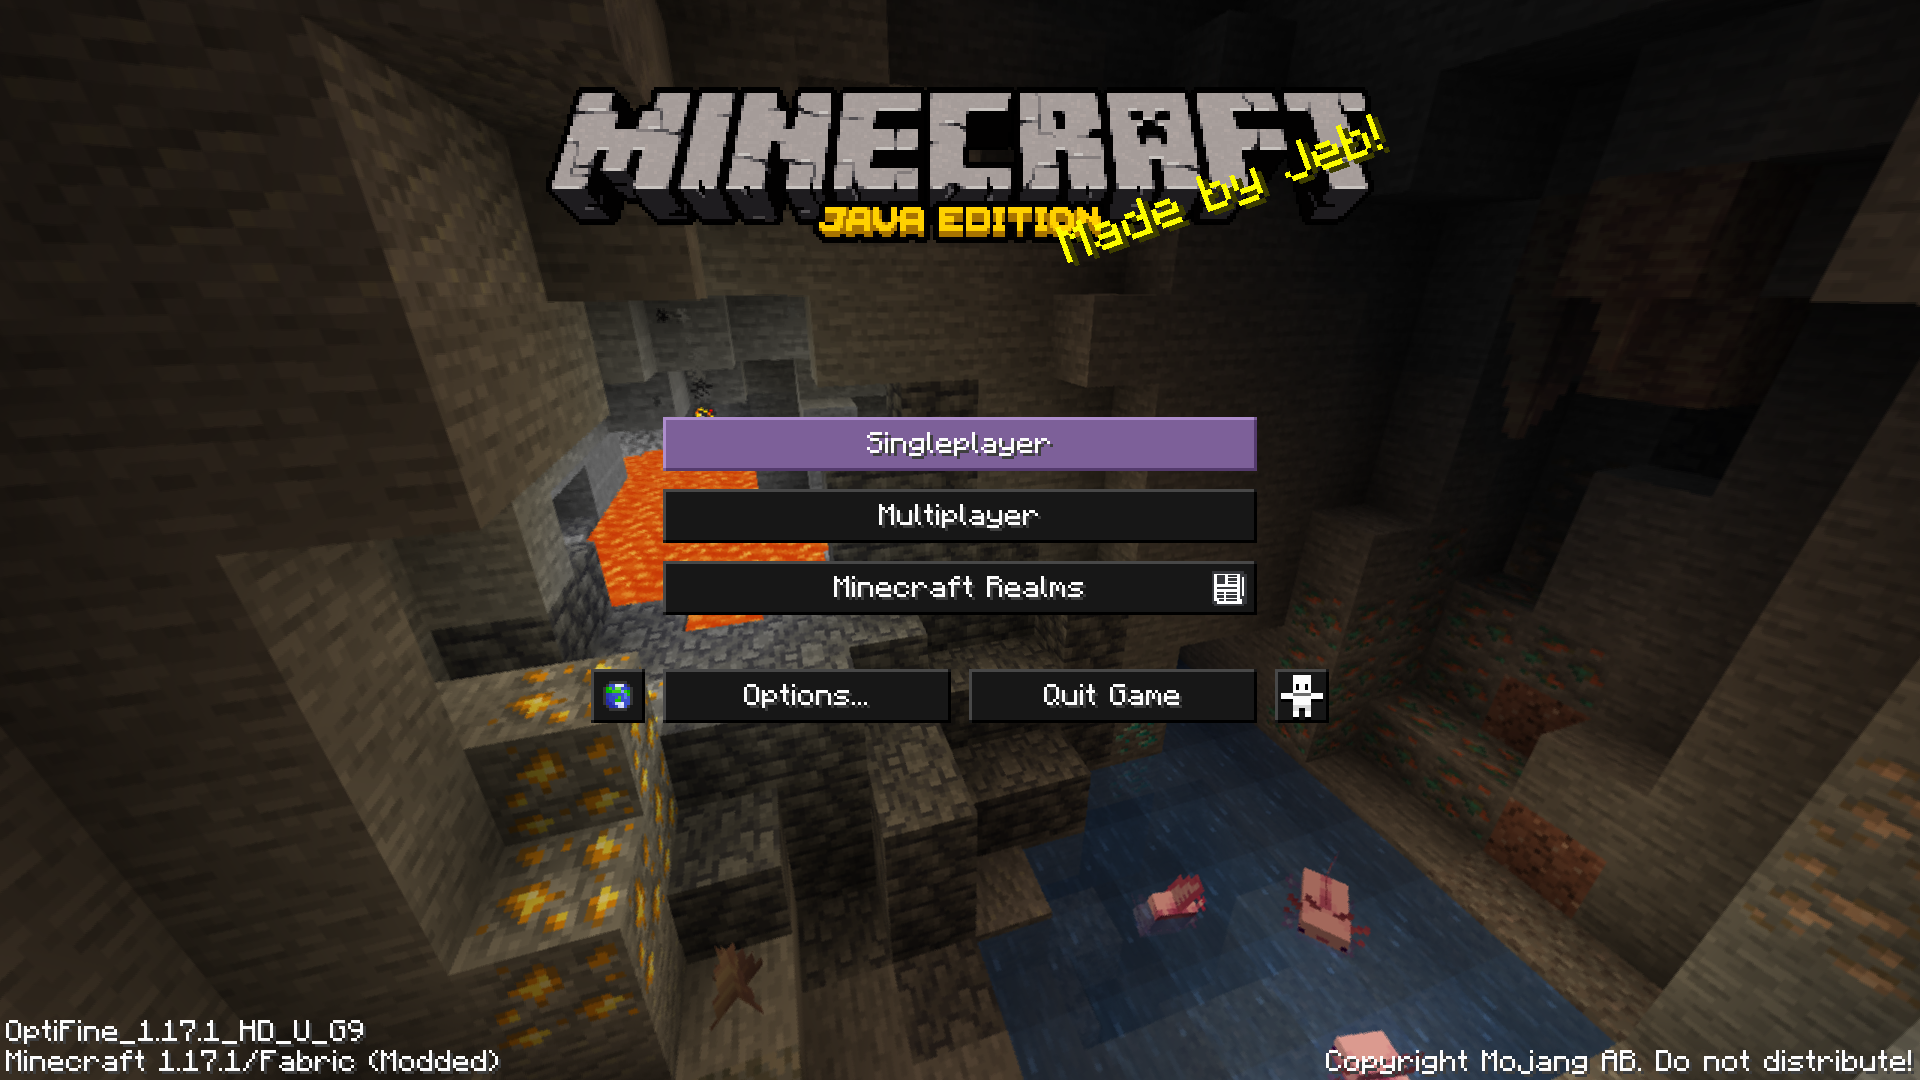 MINECRAFT
JAVA EDITION
Made by Jeb!
Singleplayer
Multiplayer
Minecraft Realms
Options...
Quit Game
OptiFine_1.17.1_HD_U_G9
Minecraft 1.17.1/Fabric (Modded)
Copyright Mojang AB. Do not distribute!